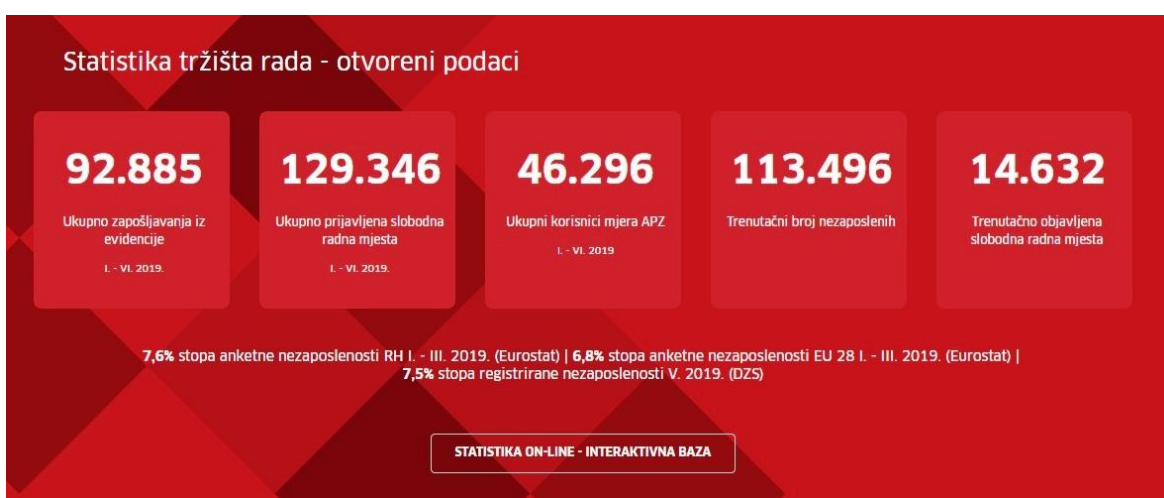 Statistika tržišta rada - otvoreni podaci
92.885
Ukupno zapošljavanja iz
evidencije
I. - VI. 2019.
129.346
Ukupno prijavljena slobodna
radna mjesta
I. - VI. 2019.
46.296
Ukupni korisnici mjera APZ
I. - VI. 2019
113.496
Trenutačni broj nezaposlenih
14.632
Trenutačno objavljena
slobodna radna mjesta
7,6% stopa anketne nezaposlenosti RH I. - III. 2019. (Eurostat) | 6,8% stopa anketne nezaposlenosti EU 28 I. - III. 2019. (Eurostat) |
7,5% stopa registrirane nezaposlenosti V. 2019. (DZS)
STATISTIKA ON-LINE - INTERAKTIVNA BAZA